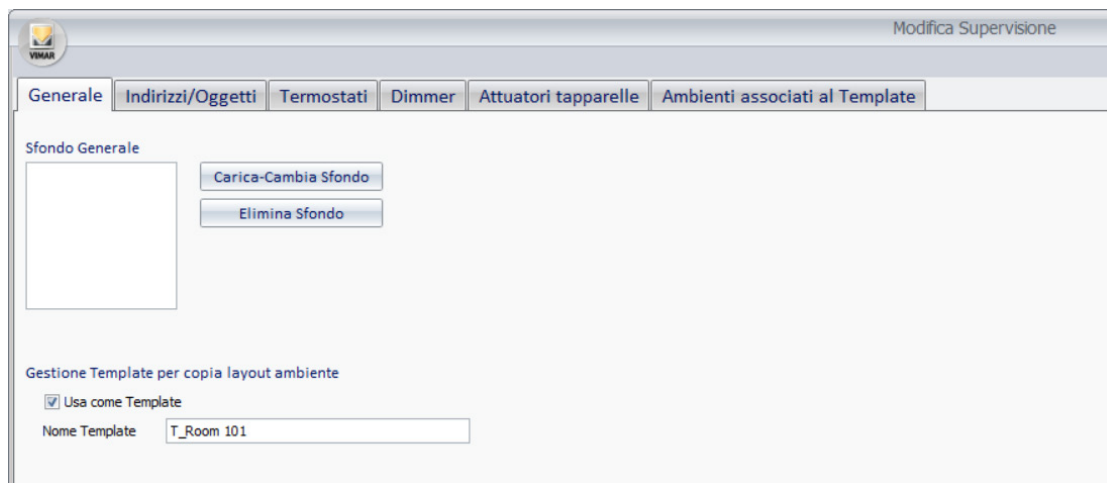 Modifica Supervisione
VIMAR
Generale Indirizzi/Oggetti Termostati Dimmer Attuatori tapparelle Ambienti associati al Template
Sfondo Generale
Carica-Cambia Sfondo
Elimina Sfondo
Gestione Template per copia layout ambiente
Usa come Template
Nome Template T_Room 101